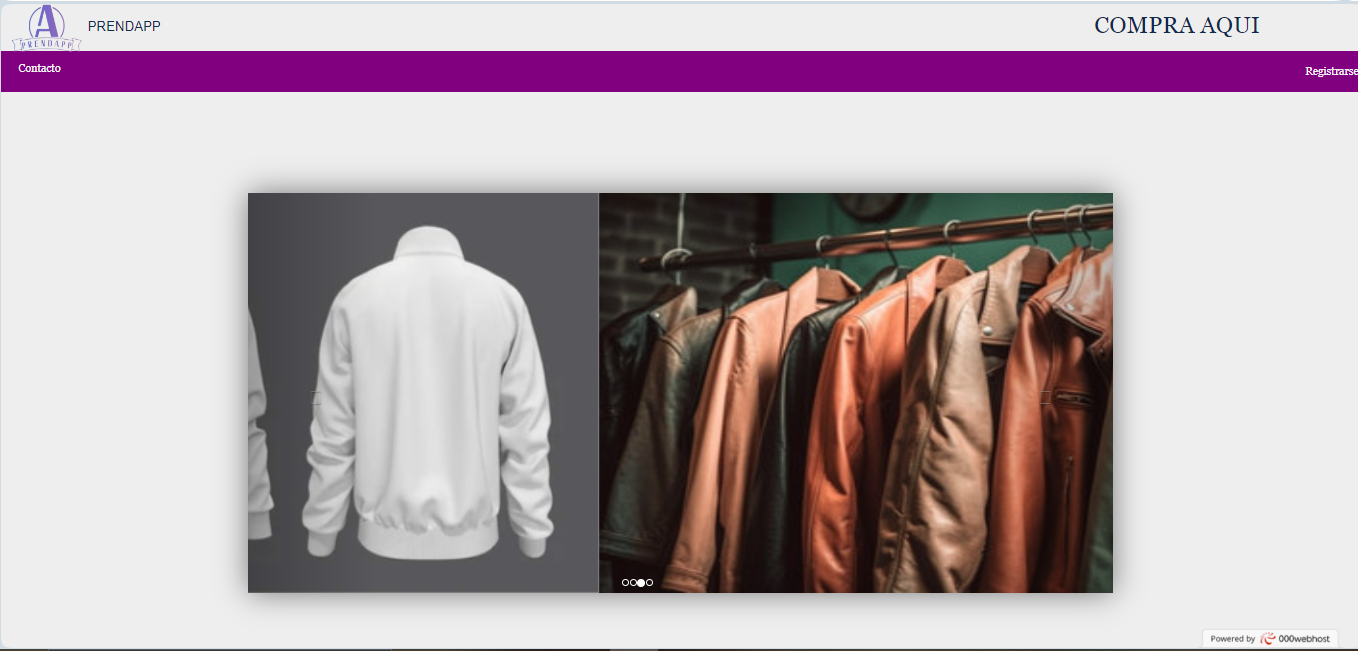 A
PRENDAPP
PRENDAPP
COMPRA AQUI
Contacto
Registrarse
Powered by 000webhost